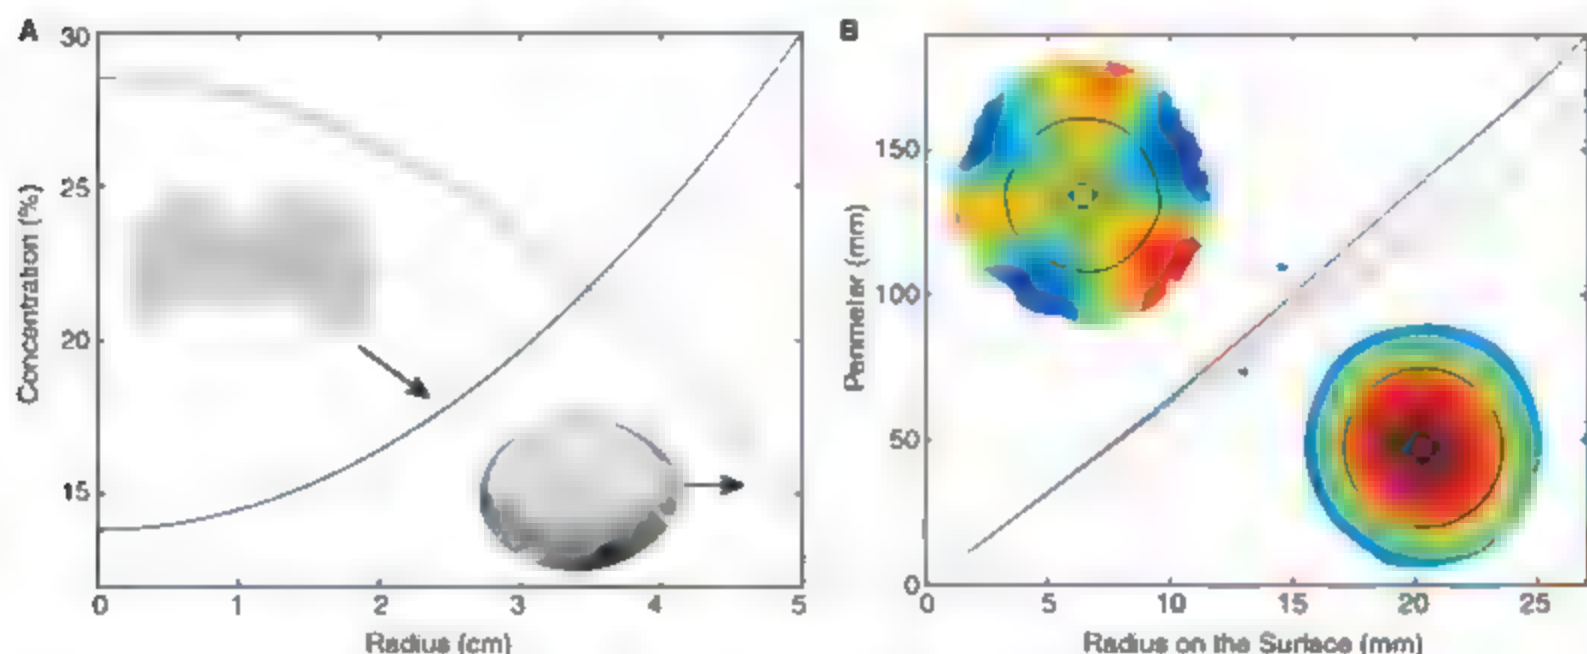 A
30
25
20
15
Concentration (%)
0 1 2 3 4 5
Radius (cm)
B
150
100
50
0
Perimeter (mm)
0 5 10 15 20 25
Radius on the Surface (mm)